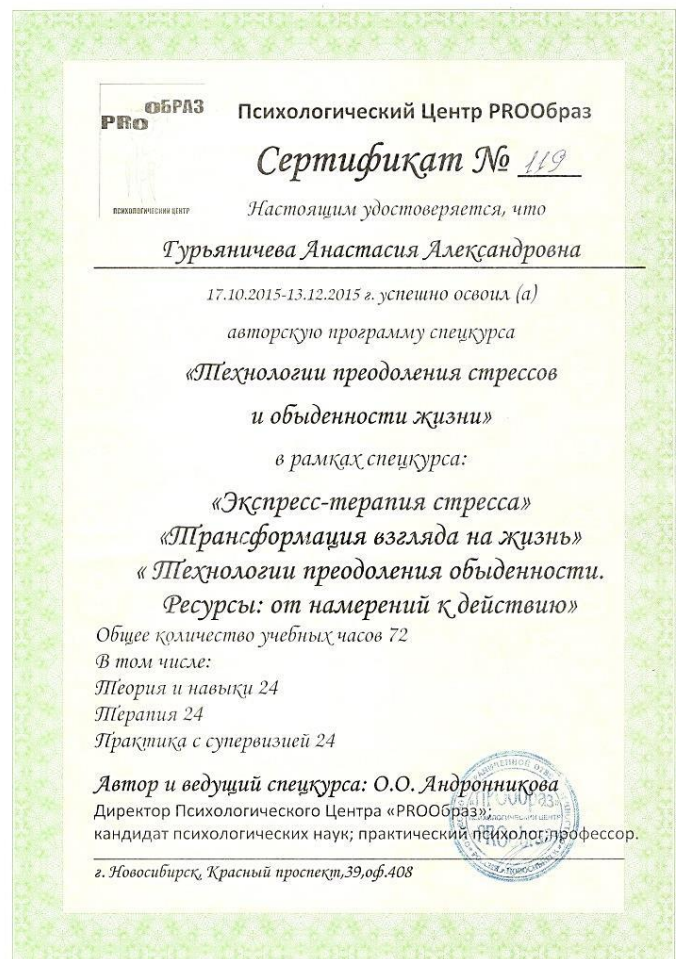 PRO ОБРАЗ
ПСИХОЛОГИЧЕСКИЙ ЦЕНТР
Психологический Центр PROОбраз
Сертификат № 119
Настоящим удостоверяется, что
Гурьяничева Анастасия Александровна
17.10.2015-13.12.2015 г. успешно освоил (а)
авторскую программу спецкурса
«Технологии преодоления стрессов
и обыденности жизни»
в рамках спецкурса:
«Экспресс-терапия стресса»
«Трансформация взгляда на жизнь»
« Технологии преодоления обыденности.
Ресурсы: от намерений к действию»
Общее количество учебных часов 72
В том числе:
Теория и навыки 24
Терапия 24
Практика с супервизией 24
Автор и ведущий спецкурса: О.О. Андронникова
Директор Психологического Центра «PROОбраз»;
кандидат психологических наук; практический психолог;профессор.
г. Новосибирск, Красный проспект,39,оф.408
«ПРОобраз»
ПСИХОЛОГИЧЕСКИЙ ЦЕНТР